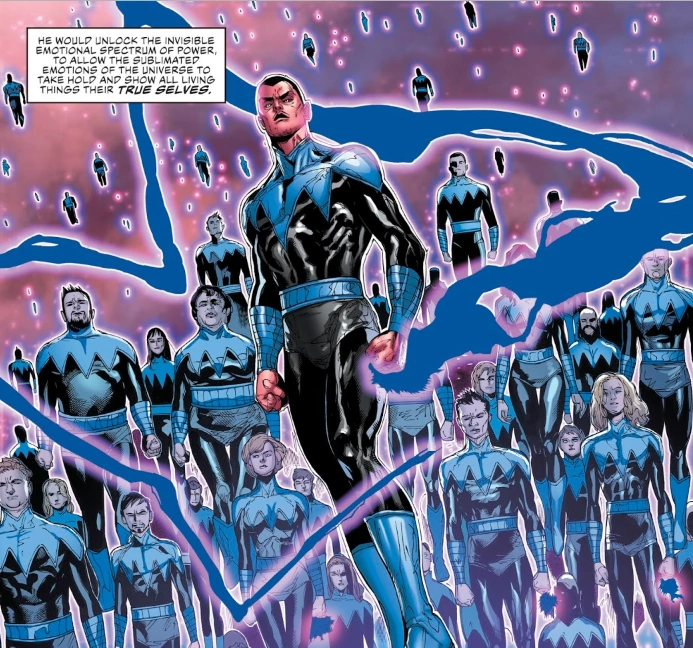 HE WOULD UNLOCK THE INVISIBLE
EMOTIONAL SPECTRUM OF POWER,
TO ALLOW THE SUBLIMATED
EMOTIONS OF THE UNIVERSE TO
TAKE HOLD AND SHOW ALL LIVING
THINGS THEIR TRUE SELVES.